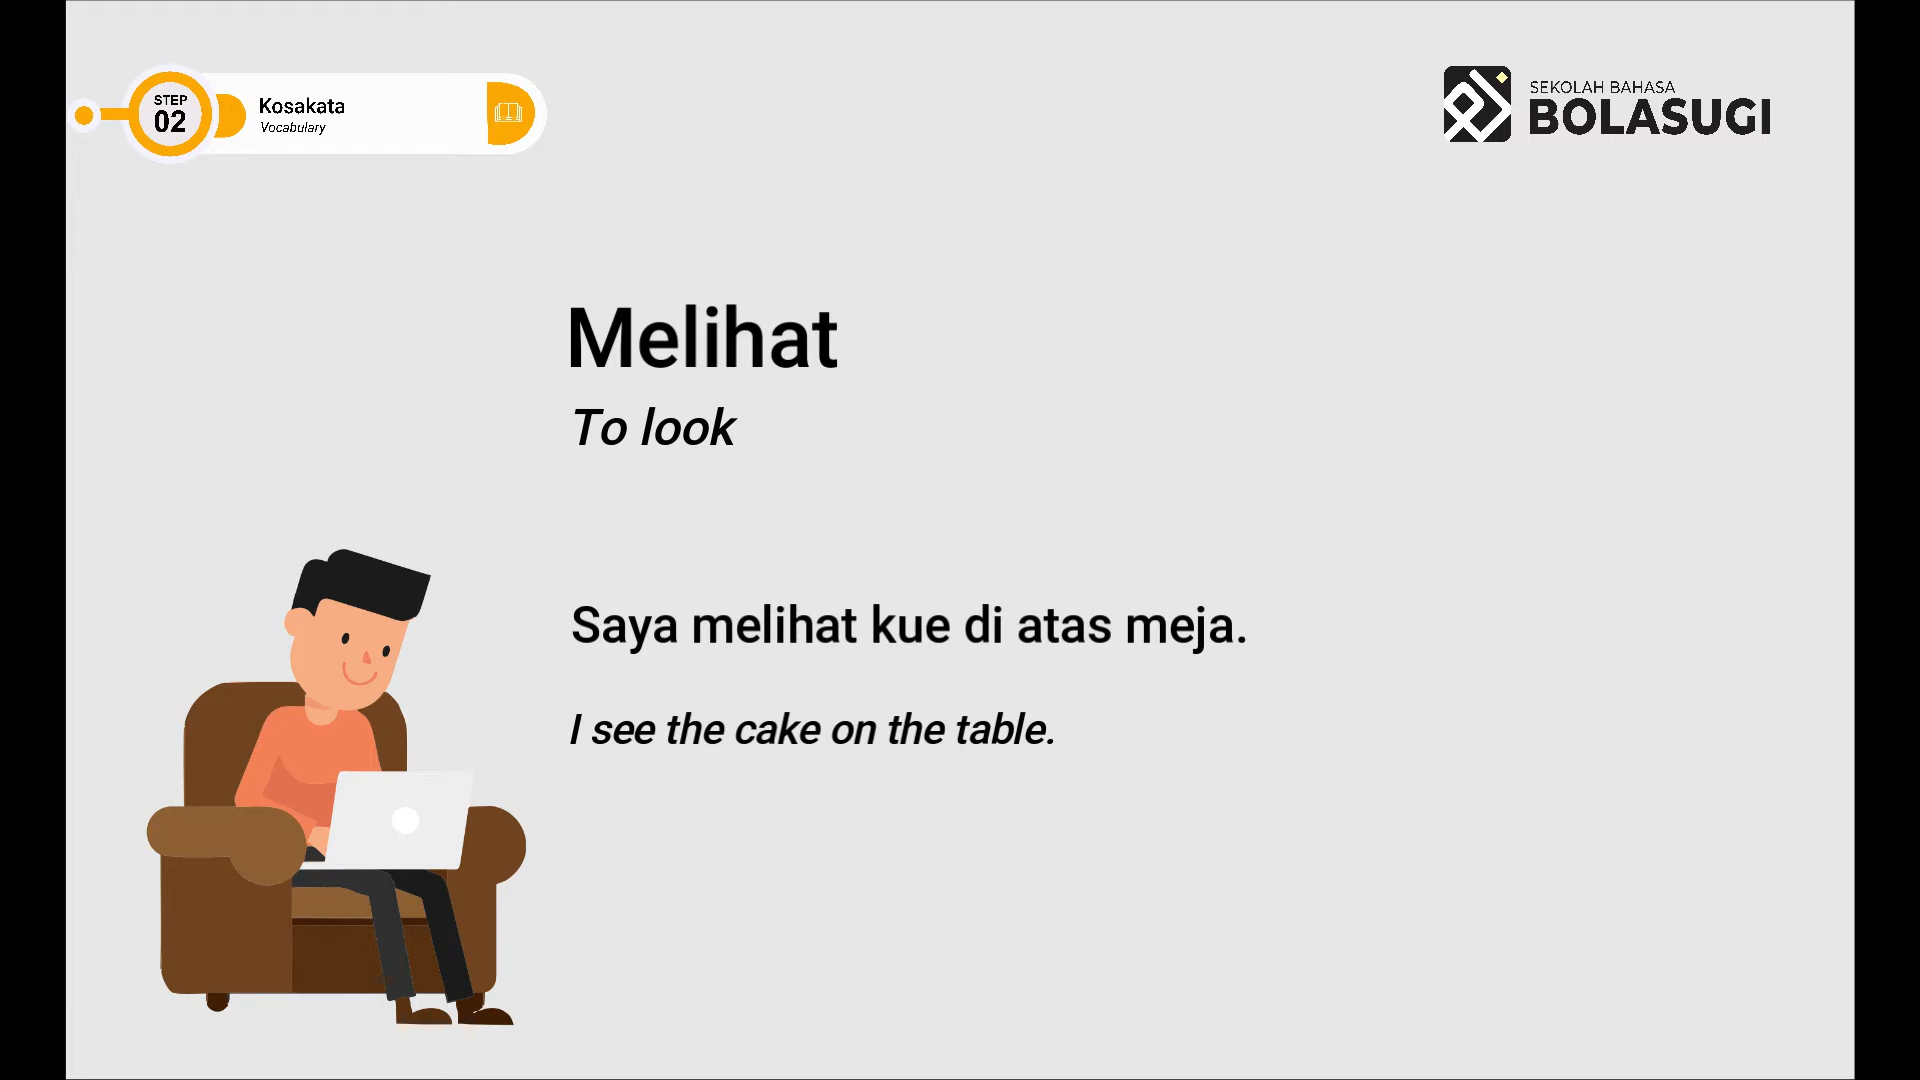 STEP
02
Kosakata
Vocabulary
SEKOLAH BAHASA
BOLASUGI
Melihat
To look
Saya melihat kue di atas meja.
I see the cake on the table.